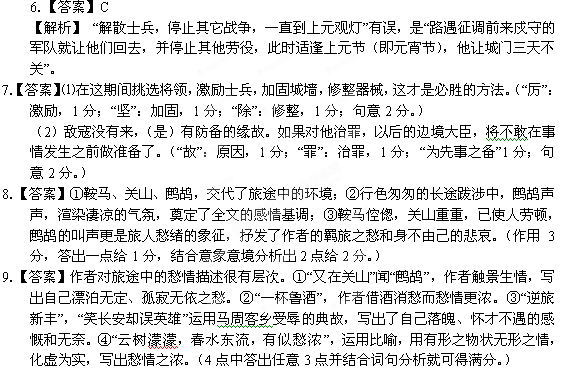 6.【答案】C
【解析】 “解散士兵，停止其它战争，一直到上元观灯”有误，是“路遇征调前来戍守的
军队就让他们回去，并停止其他劳役，此时适逢上元节（即元宵节)，他让城门三天不
关”。
7.【答案】⑴在这期间挑选将领，激励士兵，加固城墙，修整器械，这才是必胜的方法。（“厉”：
激励，1分；“坚”：加固，1分；“除”：修整，1分；句意2分。）
（2）敌寇没有来，（是）有防备的缘故。如果对他治罪，以后的边境大臣，将不敢在事
情发生之前做准备了。（“故”：原因，1分；“罪”：治罪，1分；“为先事之备”1分；句
意2分。）
8.【答案】①鞍马、关山、鹧鸪，交代了旅途中的环境；②行色匆匆的长途跋涉中，鹧鸪声
声，渲染凄凉的气氛，奠定了全文的感情基调；③鞍马倥偬，关山重重，已使人劳顿，
鹧鸪的叫声更是旅人愁绪的象征，抒发了作者的羁旅之愁和身不由己的悲哀。（作用 3
分，答出一点给1分，结合意象意境分析出2点给2分。）
9.【答案】作者对旅途中的愁情描述很有层次。①“又在关山”闻“鹧鸪”，作者触景生情，写
出自己漂泊无定、孤寂无依之愁。②“一杯鲁酒”，作者借酒消愁而愁情更浓。③“逆旅
新丰”，“笑长安却误英雄”运用马周客乡受辱的典故，写出了自己落魄、怀才不遇的感
慨和无奈。④“云树濛濛，春水东流，有似愁浓”，运用比喻，用有形之物状无形之情，
化虚为实，写出愁情之浓。（4点中答出任意3点并结合词句分析就可得满分。）